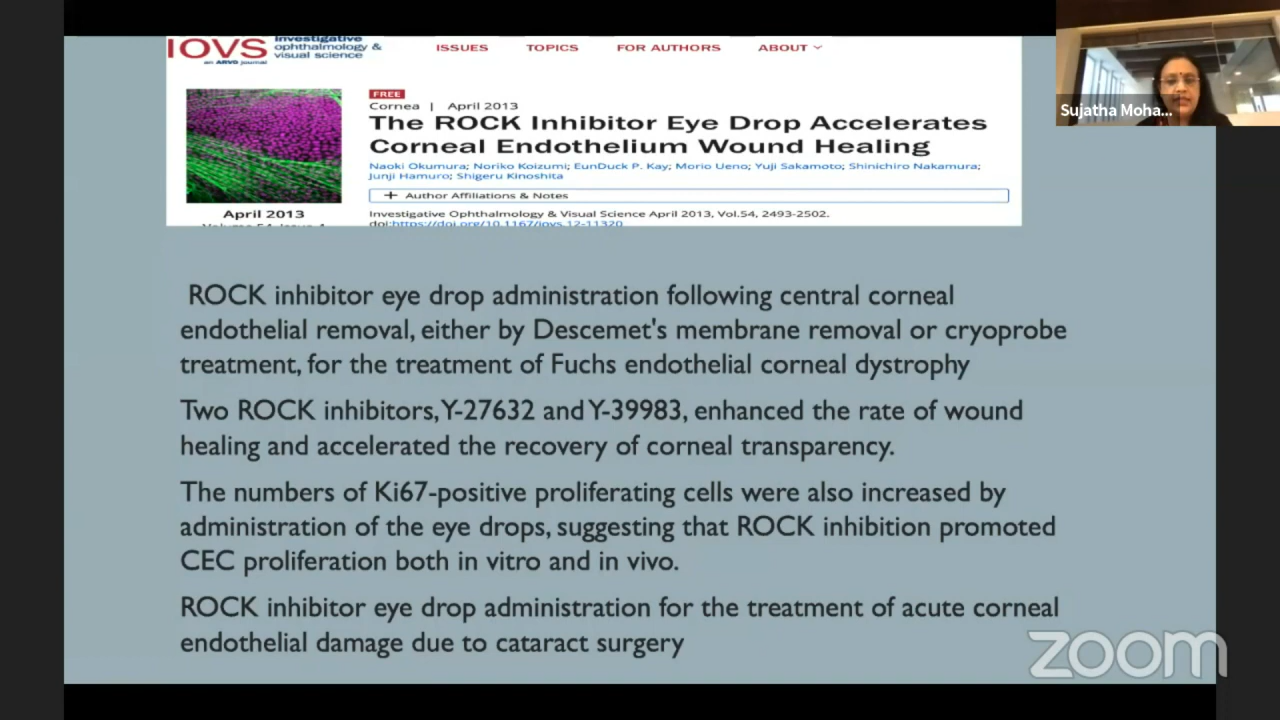 IOVS
Investigative
ophthalmology &
visual science
an ARVO journal
ISSUES TOPICS FOR AUTHORS ABOUT
FREE
Cornea | April 2013
The ROCK Inhibitor Eye Drop Accelerates
Corneal Endothelium Wound Healing
Naoki Okumura; Noriko Koizumi; EunDuck P. Kay; Morio Ueno; Yuji Sakamoto; Shinichiro Nakamura;
Junji Hamuro; Shigeru Kinoshita
+ Author Affiliations & Notes
April 2013
Investigative Ophthalmology & Visual Science April 2013, Vol.54, 2493-2502.
doi:https://doi.org/10.1167/iovs.12-11320
Sujatha Moha...
ROCK inhibitor eye drop administration following central corneal
endothelial removal, either by Descemet's membrane removal or cryoprobe
treatment, for the treatment of Fuchs endothelial corneal dystrophy
Two ROCK inhibitors, Y-27632 and Y-39983, enhanced the rate of wound
healing and accelerated the recovery of corneal transparency.
The numbers of Ki67-positive proliferating cells were also increased by
administration of the eye drops, suggesting that ROCK inhibition promoted
CEC proliferation both in vitro and in vivo.
ROCK inhibitor eye drop administration for the treatment of acute corneal
endothelial damage due to cataract surgery
zoom